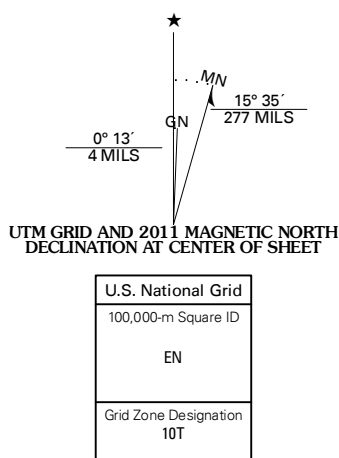 ★
MN
GN
15° 35´
277 MILS
0° 13´
4 MILS
UTM GRID AND 2011 MAGNETIC NORTH
DECLINATION AT CENTER OF SHEET
U.S. National Grid
100,000-m Square ID
EN
Grid Zone Designation
10T